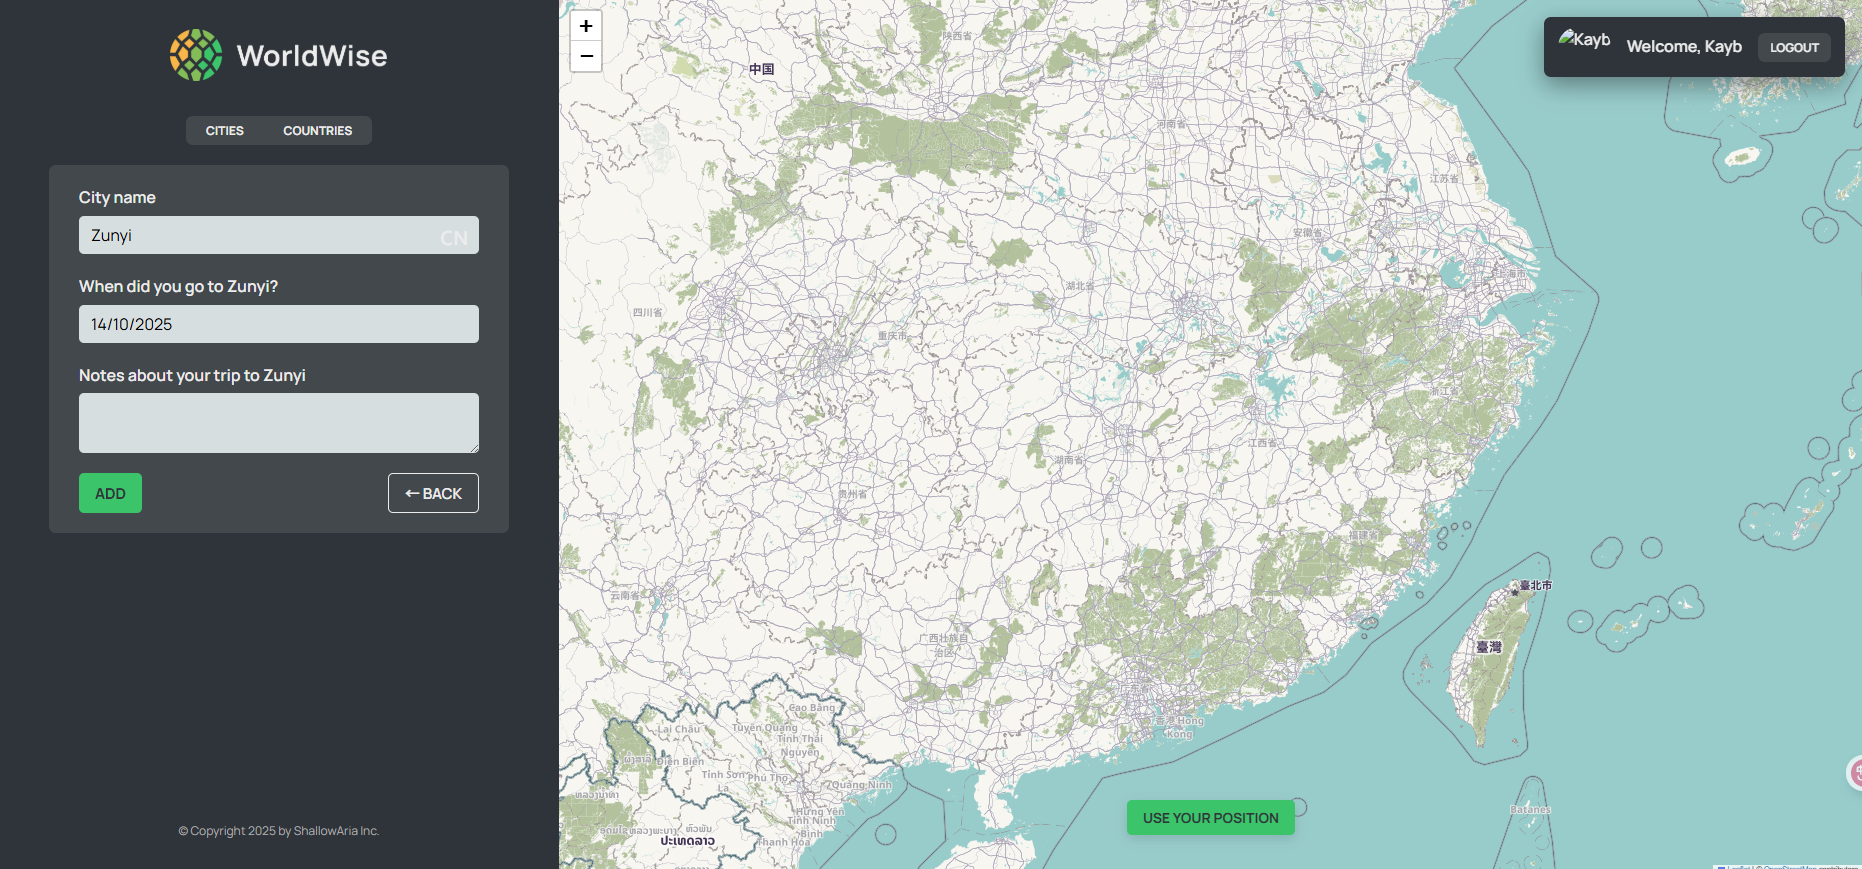 WorldWise
CITIES
COUNTRIES
City name
Zunyi
CN
When did you go to Zunyi?
14/10/2025
Notes about your trip to Zunyi
ADD
← BACK
© Copyright 2025 by ShallowAria Inc.
+
−
Kayb
Welcome, Kayb
LOGOUT
陕西省
中国
河南省
江苏省
安徽省
上海市
湖北省
四川省
重庆市
浙江省
江西省
湖南省
贵州省
福建省
臺北市
云南省
广西壮族自
治区
臺灣
广东省
Cao Bằng
香港 Hong
Kong
Lai Châu
Tuyên Quang
Tỉnh Thái
Nguyên
Điện Biên
Tỉnh Sơn
La
Phú Thọ
Quảng Ninh
Hưng Yên
Tỉnh Ninh
Bình
Thanh Hóa
ປະເທດລາວ
Batanes
USE YOUR POSITION